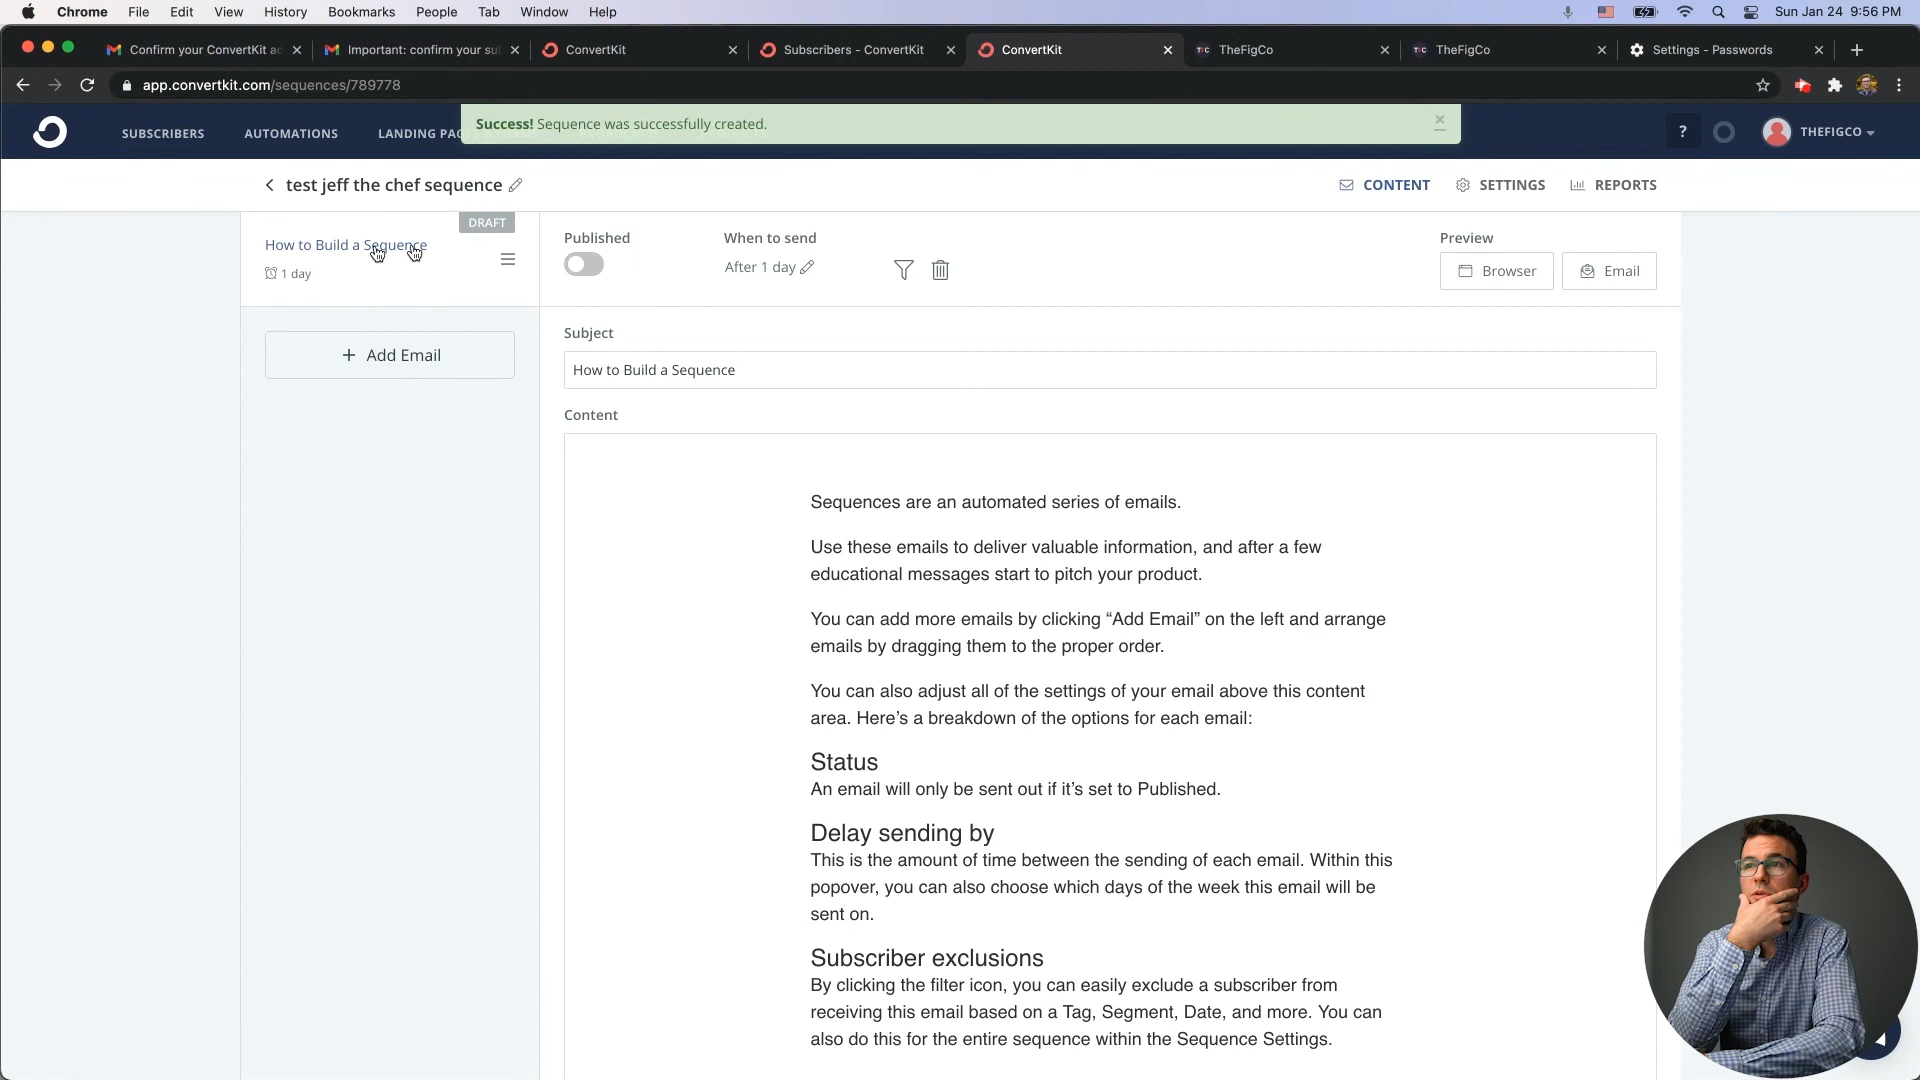 Chrome File Edit View History Bookmarks People Tab Window Help Sun Jan 24 9:56 PM
Confirm your ConvertKit ac Important: confirm your sul ConvertKit Subscribers - ConvertKit ConvertKit TFC TheFigCo TFC TheFigCo Settings - Passwords
app.convertkit.com/sequences/789778
Success! Sequence was successfully created.
SUBSCRIBERS AUTOMATIONS LANDING PAG ? THEFIGCO
test jeff the chef sequence CONTENT SETTINGS REPORTS
DRAFT
How to Build a Sequence
1 day
+ Add Email
Published When to send Preview
After 1 day Browser Email
Subject
How to Build a Sequence
Content
Sequences are an automated series of emails.
Use these emails to deliver valuable information, and after a few
educational messages start to pitch your product.
You can add more emails by clicking “Add Email” on the left and arrange
emails by dragging them to the proper order.
You can also adjust all of the settings of your email above this content
area. Here’s a breakdown of the options for each email:
Status
An email will only be sent out if it’s set to Published.
Delay sending by
This is the amount of time between the sending of each email. Within this
popover, you can also choose which days of the week this email will be
sent on.
Subscriber exclusions
By clicking the filter icon, you can easily exclude a subscriber from
receiving this email based on a Tag, Segment, Date, and more. You can
also do this for the entire sequence within the Sequence Settings.